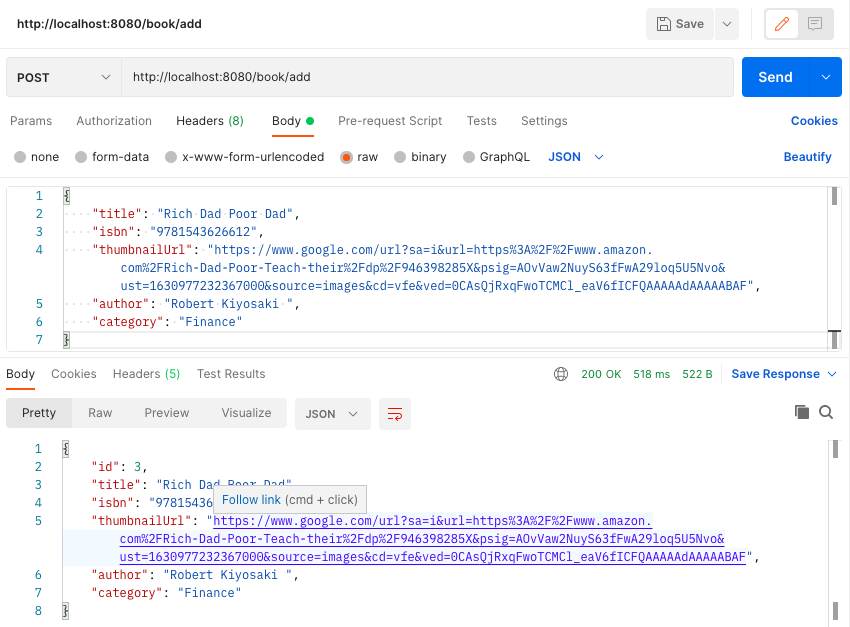 http://localhost:8080/book/add
Save
POST
http://localhost:8080/book/add
Send
Params Authorization Headers (8) Body Pre-request Script Tests Settings Cookies
none form-data x-www-form-urlencoded raw binary GraphQL JSON Beautify
1 {
2 "title": "Rich Dad Poor Dad",
3 "isbn": "9781543626612",
4 "thumbnailUrl": "https://www.google.com/url?sa=i&url=https%3A%2F%2Fwww.amazon.
com%2FRich-Dad-Poor-Teach-their%2Fdp%2F946398285X&psig=AOvVaw2NuyS63fFwA29loq5U5Nvo&
ust=1630977232367000&source=images&cd=vfe&ved=0CAsQjRxqFwoTCMCl_eaV6fICFQAAAAAdAAAAABAF",
5 "author": "Robert Kiyosaki ",
6 "category": "Finance"
7 }
Body Cookies Headers (5) Test Results 200 OK 518 ms 522 B Save Response
Pretty Raw Preview Visualize JSON
1 {
2 "id": 3,
3 "title": "Rich Dad Poor Dad"
4 "isbn": "97815436
Follow link (cmd + click)
5 "thumbnailUrl": "https://www.google.com/url?sa=i&url=https%3A%2F%2Fwww.amazon.
com%2FRich-Dad-Poor-Teach-their%2Fdp%2F946398285X&psig=AOvVaw2NuyS63fFwA29loq5U5Nvo&
ust=1630977232367000&source=images&cd=vfe&ved=0CAsQjRxqFwoTCMCl_eaV6fICFQAAAAAdAAAAABAF",
6 "author": "Robert Kiyosaki ",
7 "category": "Finance"
8 }